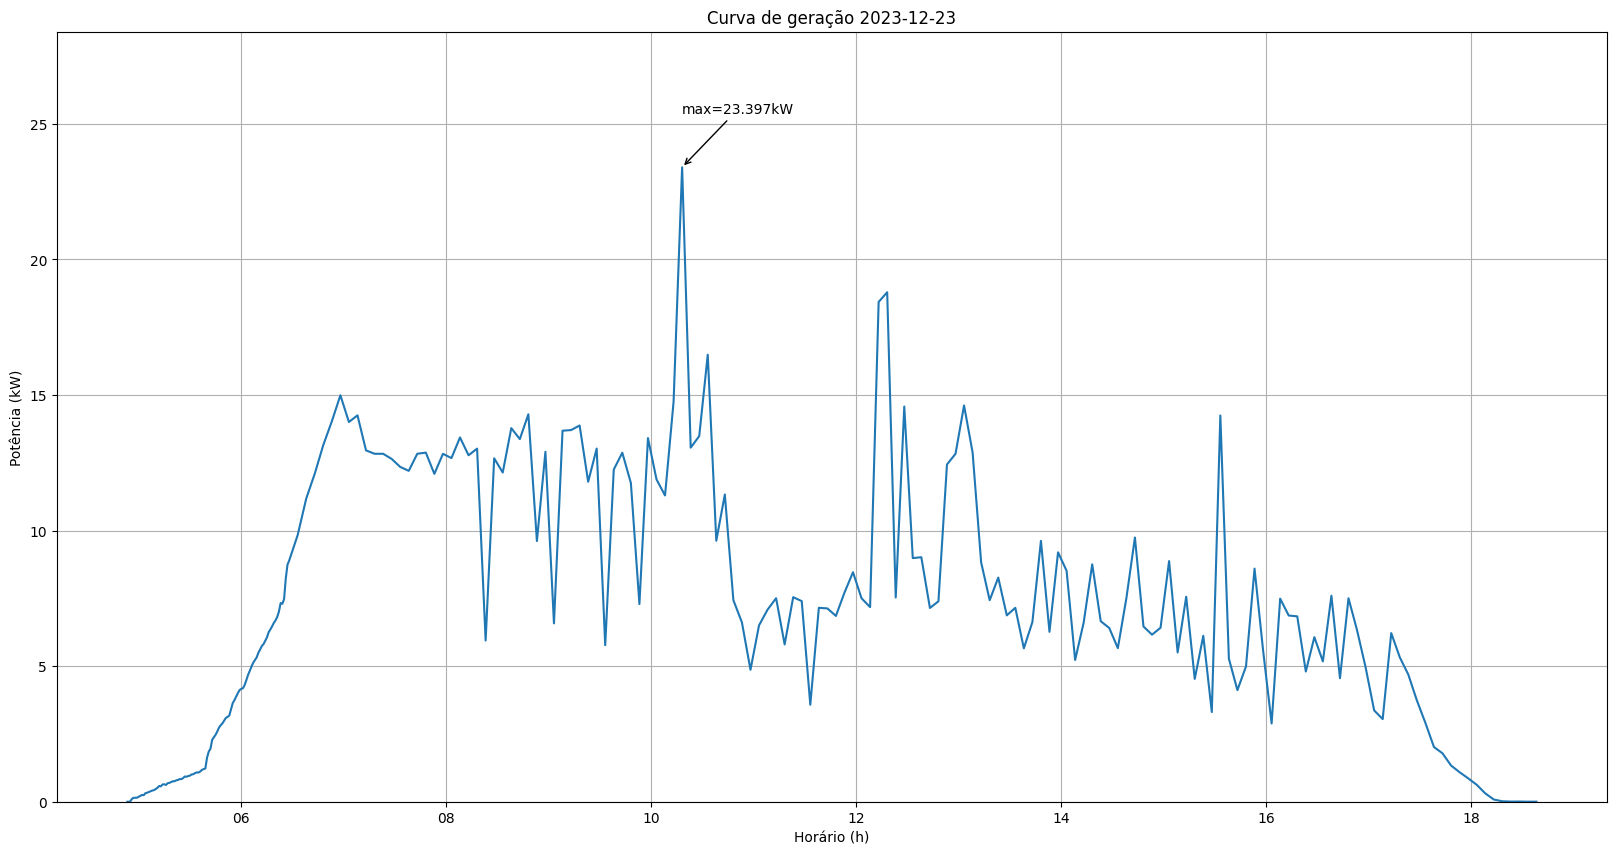 Curva de geração 2023-12-23
max=23.397kW
25
20
15
10
5
0
Potência (kW)
06 08 10 12 14 16 18
Horário (h)